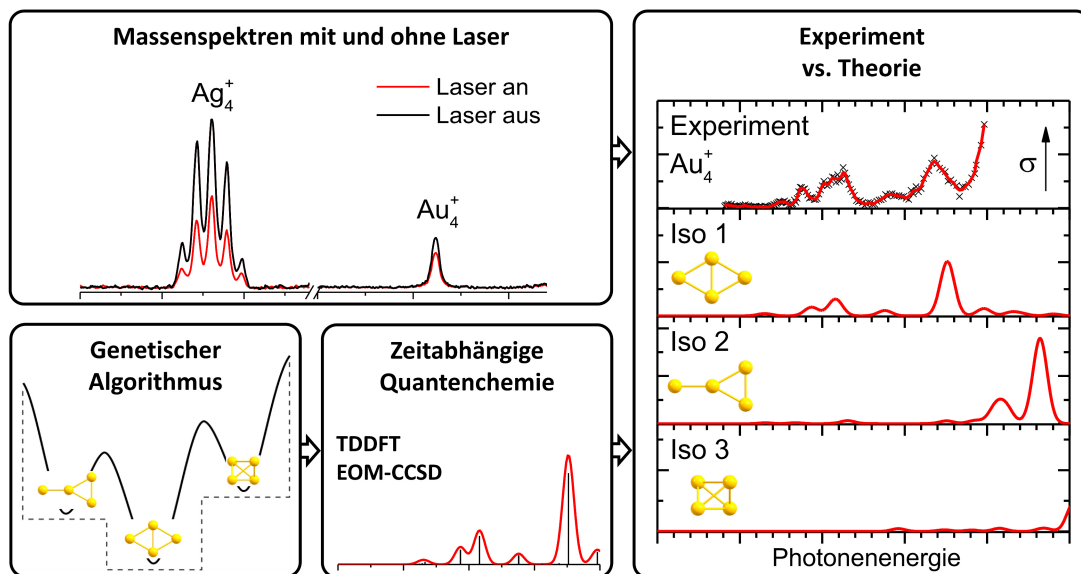 Massenspektren mit und ohne Laser
Ag₄⁺
Laser an
Laser aus
Au₄⁺
Genetischer
Algorithmus
Zeitabhängige
Quantenchemie
TDDFT
EOM-CCSD
Experiment
vs. Theorie
Experiment
Au₄⁺
σ
Iso 1
Iso 2
Iso 3
Photonenenergie